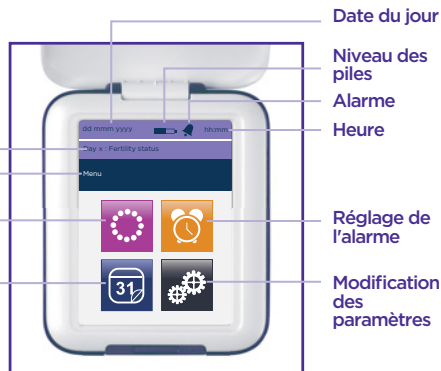 Date du jour
Niveau des
piles
Alarme
Heure
dd mmm yyyy
hh:mm
Day x : Fertility status
Menu
31
Réglage de
l'alarme
Modification
des
paramètres